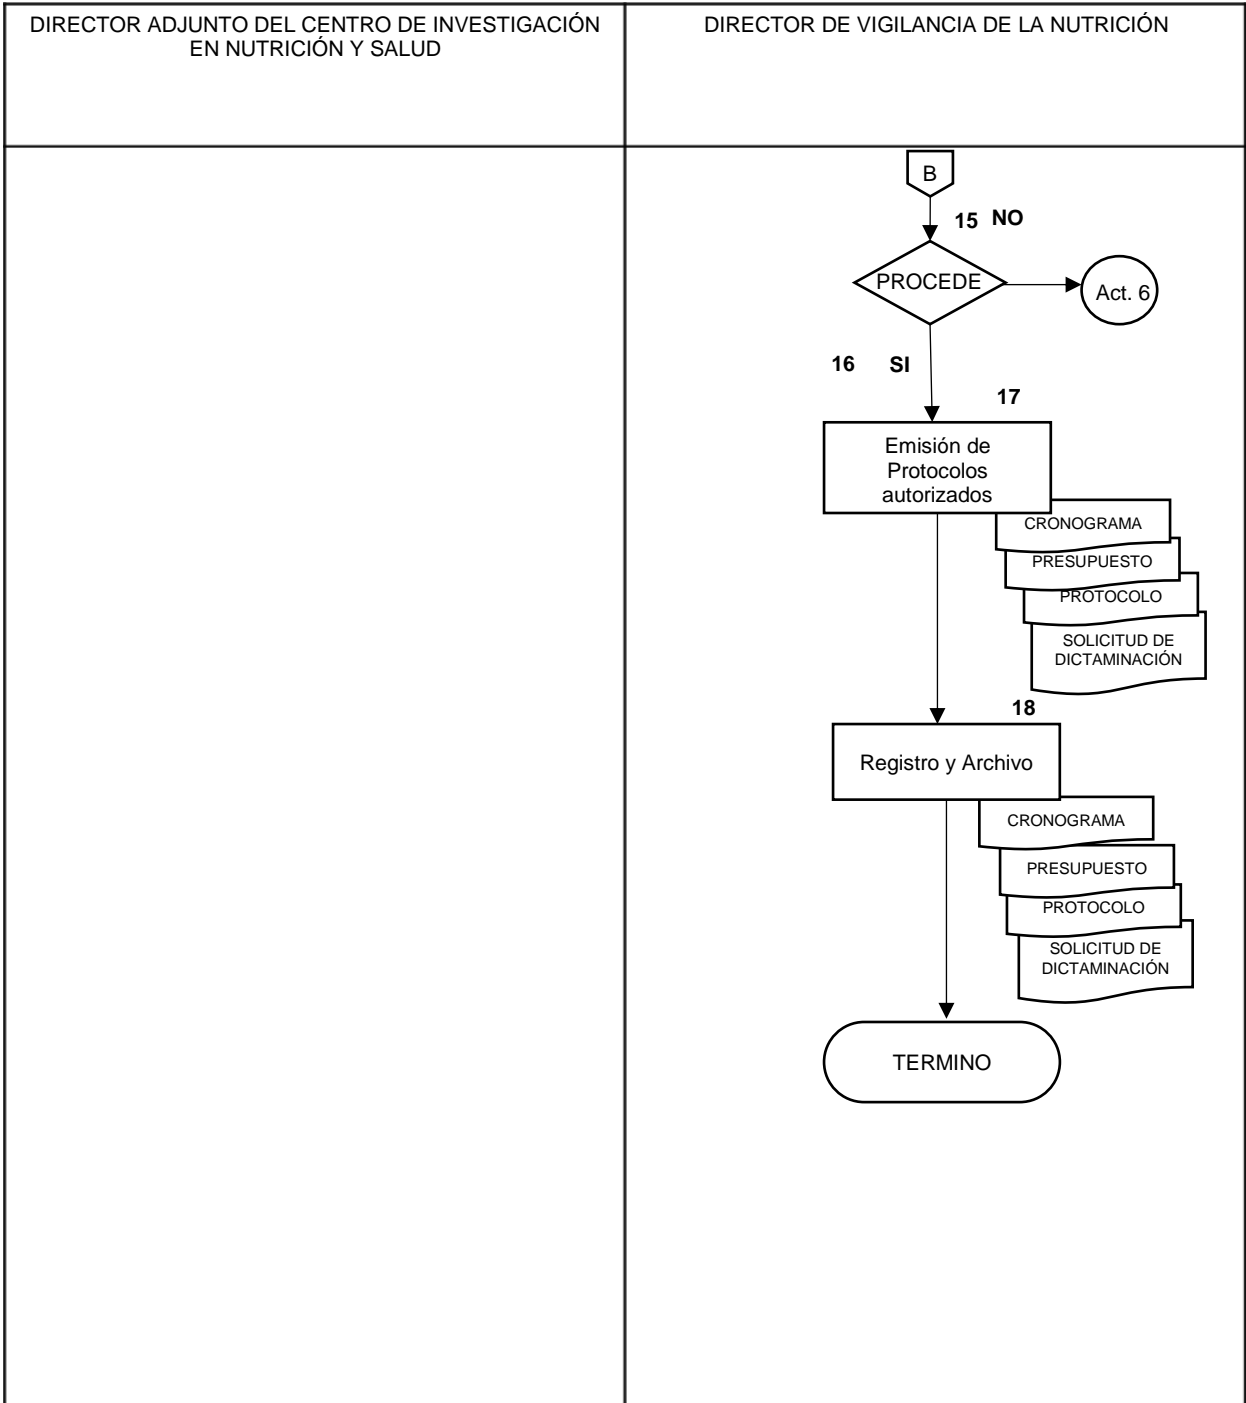 DIRECTOR ADJUNTO DEL CENTRO DE INVESTIGACIÓN
EN NUTRICIÓN Y SALUD
DIRECTOR DE VIGILANCIA DE LA NUTRICIÓN
B
15 NO
PROCEDE
Act. 6
16 SI
17
Emisión de
Protocolos
autorizados
CRONOGRAMA
PRESUPUESTO
PROTOCOLO
SOLICITUD DE
DICTAMINACIÓN
18
Registro y Archivo
CRONOGRAMA
PRESUPUESTO
PROTOCOLO
SOLICITUD DE
DICTAMINACIÓN
TERMINO